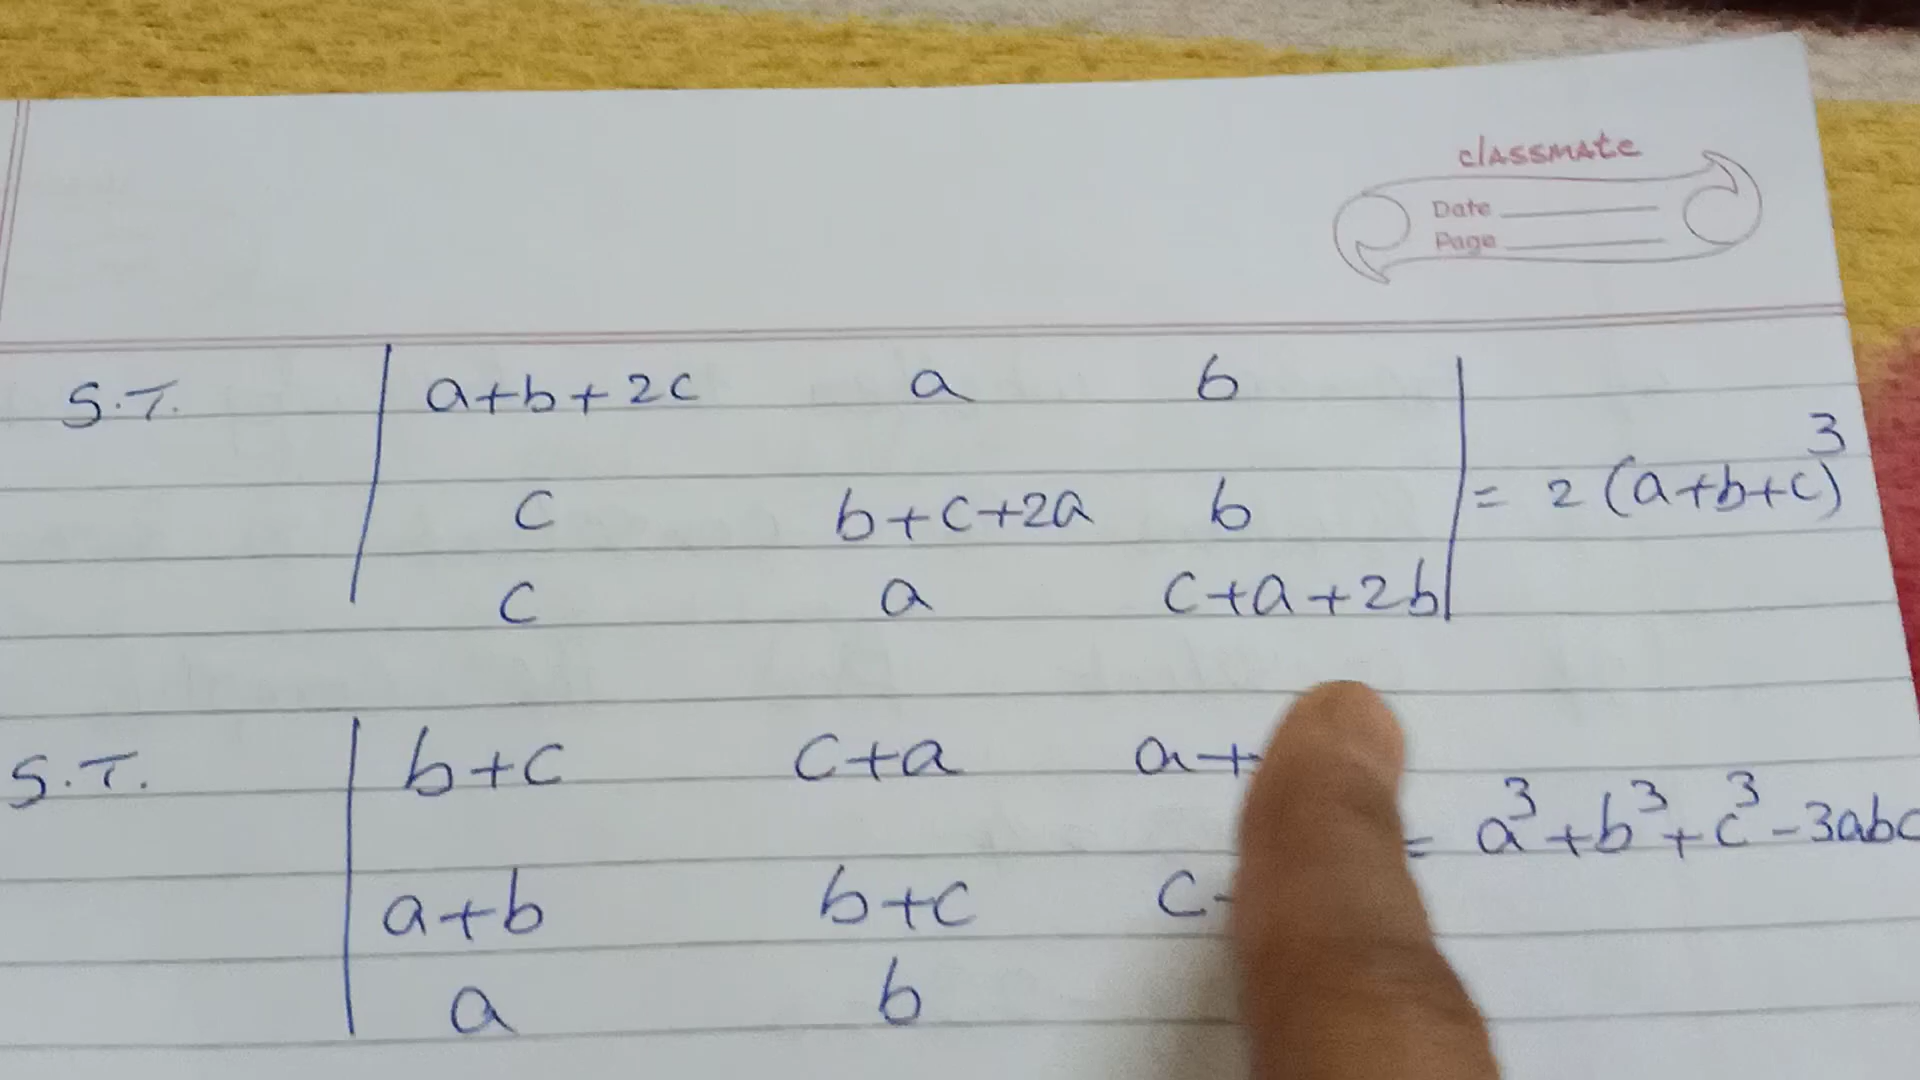 classmate
Date
Page
S.T. | a+b+2c a b |
c b+c+2a b = 2 (a+b+c)³
c a c+a+2b
S.T. | b+c c+a a+
= a³+b³+c³-3abc
a+b b+c c-
a b